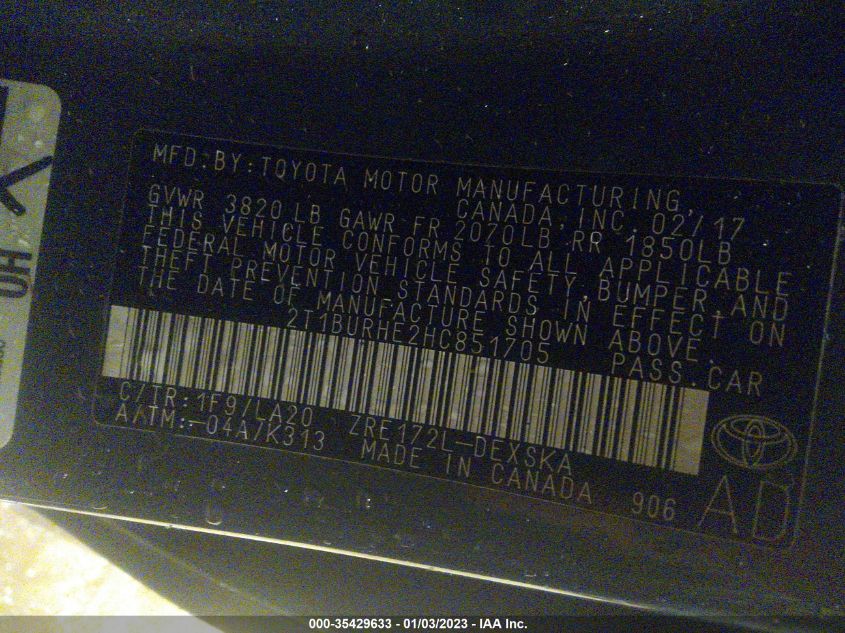 MFD.BY:TOYOTA MOTOR MANUFACTURING,
CANADA, INC. 02/17
GVWR 3820 LB GAWR FR 2070LB RR 1850LB
THIS VEHICLE CONFORMS TO ALL APPLICABLE
FEDERAL MOTOR VEHICLE SAFETY, BUMPER, AND
THEFT PREVENTION STANDARDS IN EFFECT ON
THE DATE OF MANUFACTURE SHOWN ABOVE.
2T1BURHE2HC851705 PASS.CAR
C/TR:1F9/LA20 ZRE172L-DEXSKA
A/TM:-04A/K313 MADE IN CANADA 906
AD
HO
000-35429633 - 01/03/2023 - IAA Inc.